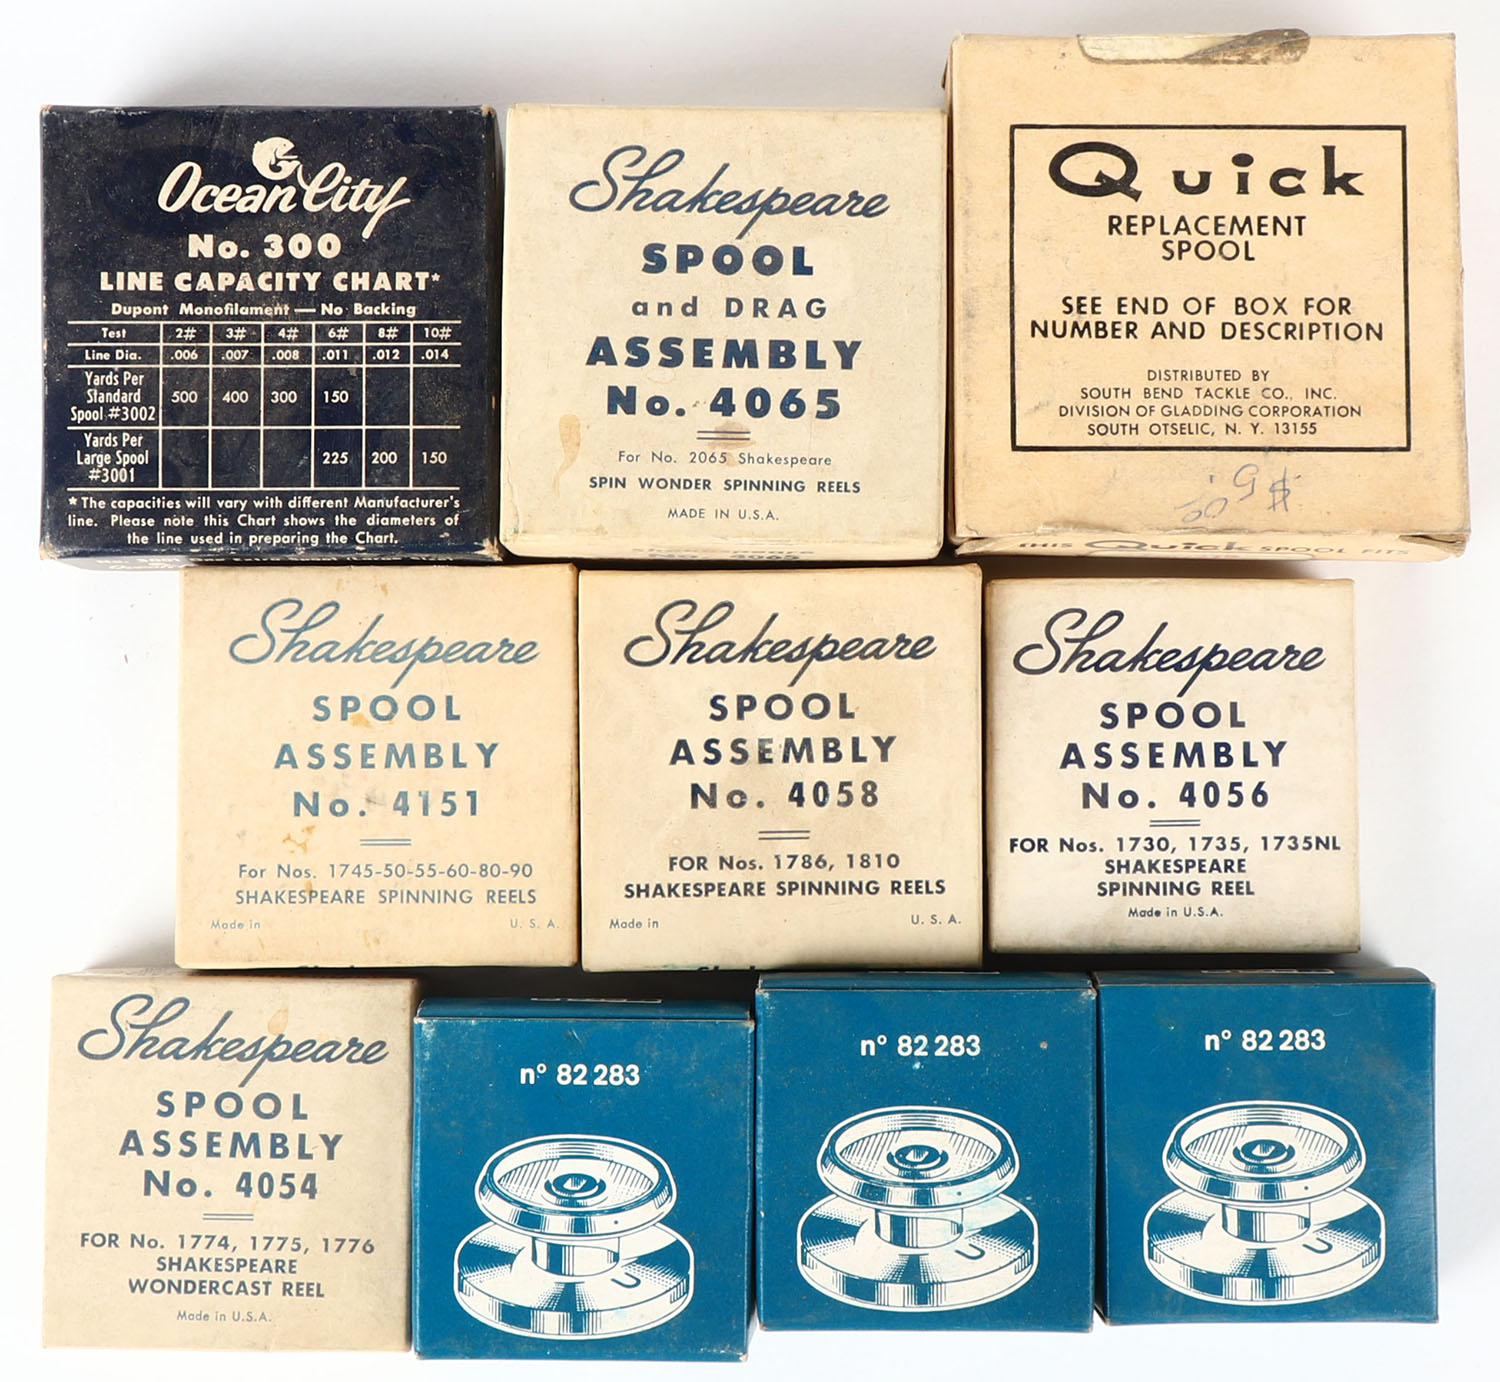 Ocean City
No. 300
LINE CAPACITY CHART*
Dupont Monofilament — No Backing
Test 2# 3# 4# 6# 8# 10#
Line Dia. .006 .007 .008 .011 .012 .014
Yards Per
Standard 500 400 300 150
Spool #3002
Yards Per
Large Spool 225 200 150
#3001
* The capacities will vary with different Manufacturer's
line. Please note this Chart shows the diameters of
the line used in preparing the Chart.
Shakespeare
SPOOL
and DRAG
ASSEMBLY
No. 4065
For No. 2065 Shakespeare
SPIN WONDER SPINNING REELS
MADE IN U.S.A.
Quick
REPLACEMENT
SPOOL
SEE END OF BOX FOR
NUMBER AND DESCRIPTION
DISTRIBUTED BY
SOUTH BEND TACKLE CO., INC.
DIVISION OF GLADDING CORPORATION
SOUTH OTSELIC, N. Y. 13155
$5.00
THIS Quick SPOOL FITS
Shakespeare
SPOOL
ASSEMBLY
No. 4151
For Nos. 1745-50-55-60-80-90
SHAKESPEARE SPINNING REELS
Made in U. S. A.
Shakespeare
SPOOL
ASSEMBLY
No. 4058
FOR Nos. 1786, 1810
SHAKESPEARE SPINNING REELS
Made in U. S. A.
Shakespeare
SPOOL
ASSEMBLY
No. 4056
FOR Nos. 1730, 1735, 1735NL
SHAKESPEARE
SPINNING REEL
Made in U.S.A.
Shakespeare
SPOOL
ASSEMBLY
No. 4054
FOR No. 1774, 1775, 1776
SHAKESPEARE
WONDERCAST REEL
Made in U.S.A.
n° 82 283
n° 82 283
n° 82 283